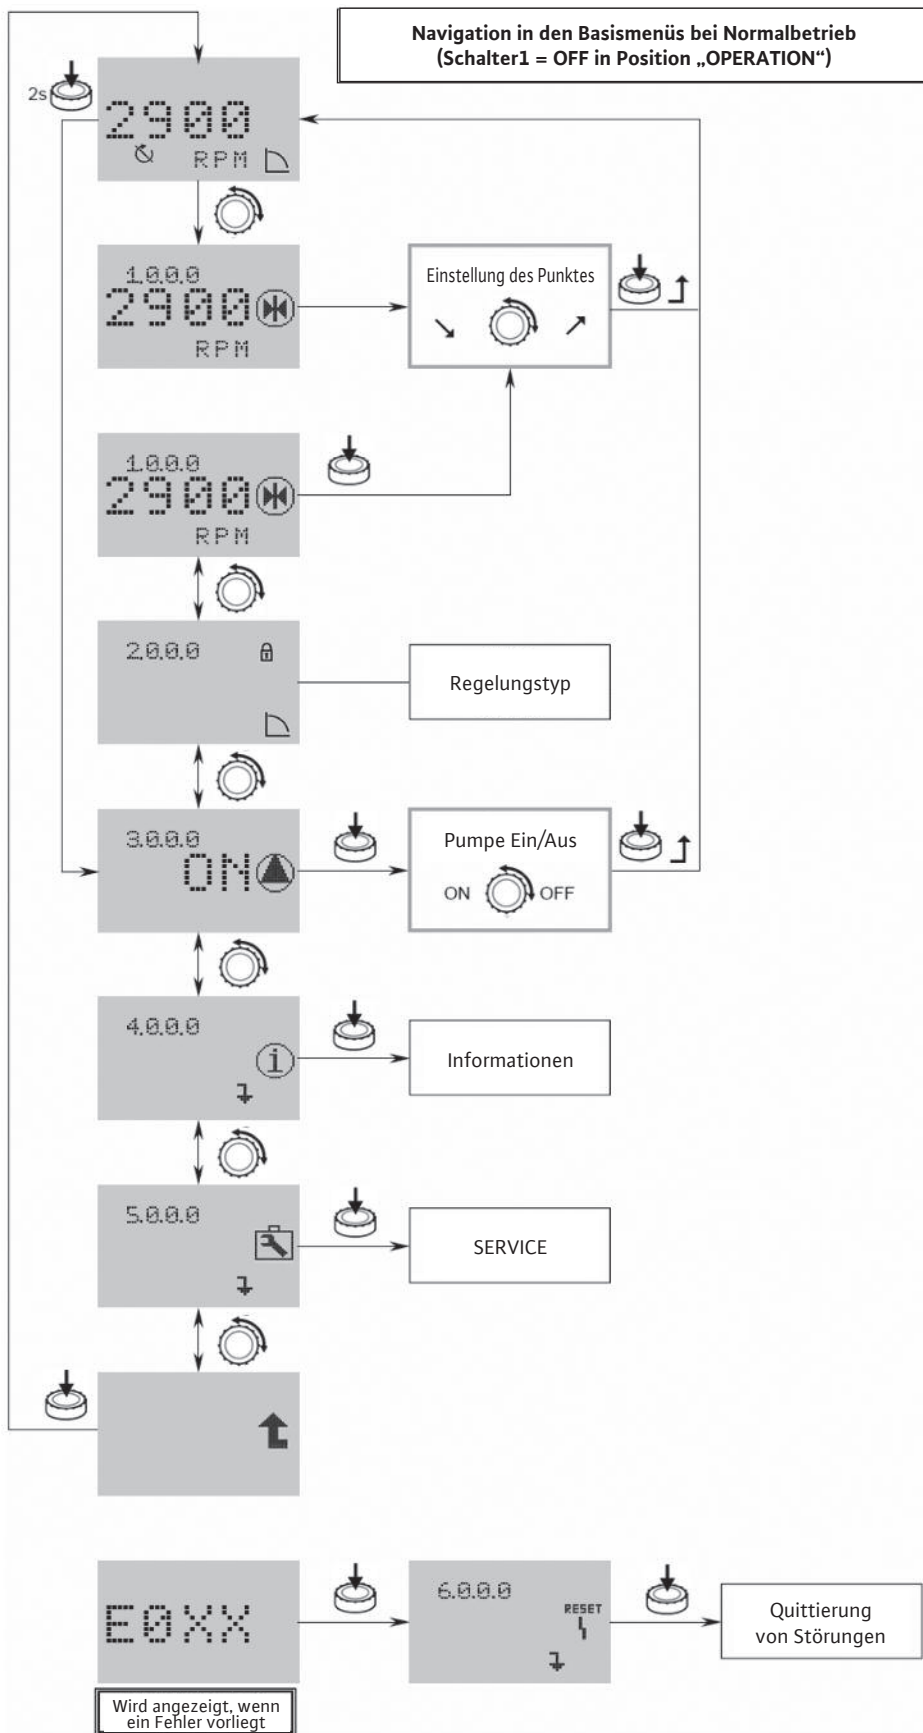 Navigation in den Basismenüs bei Normalbetrieb
(Schalter1 = OFF in Position „OPERATION“)
2s
2900
RPM
1.0.0.0
2900
RPM
Einstellung des Punktes
1.0.0.0
2900
RPM
2.0.0.0
Regelungstyp
3.0.0.0
ON
Pumpe Ein/Aus
ON OFF
4.0.0.0
i
Informationen
5.0.0.0
SERVICE
E0XX
6.0.0.0
RESET
Quittierung
von Störungen
Wird angezeigt, wenn
ein Fehler vorliegt